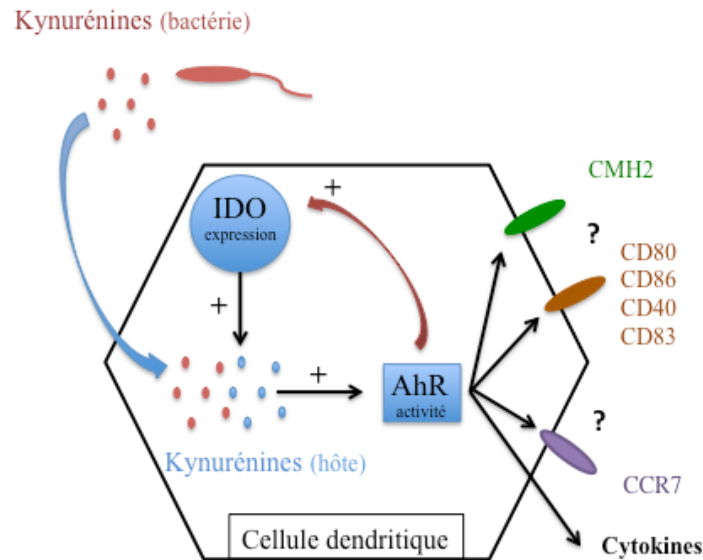 Kynurénines (bactérie)
+
IDO
expression
+
CMH2
?
CD80
CD86
CD40
CD83
+
AhR
activité
?
Kynurénines (hôte)
CCR7
Cellule dendritique
Cytokines